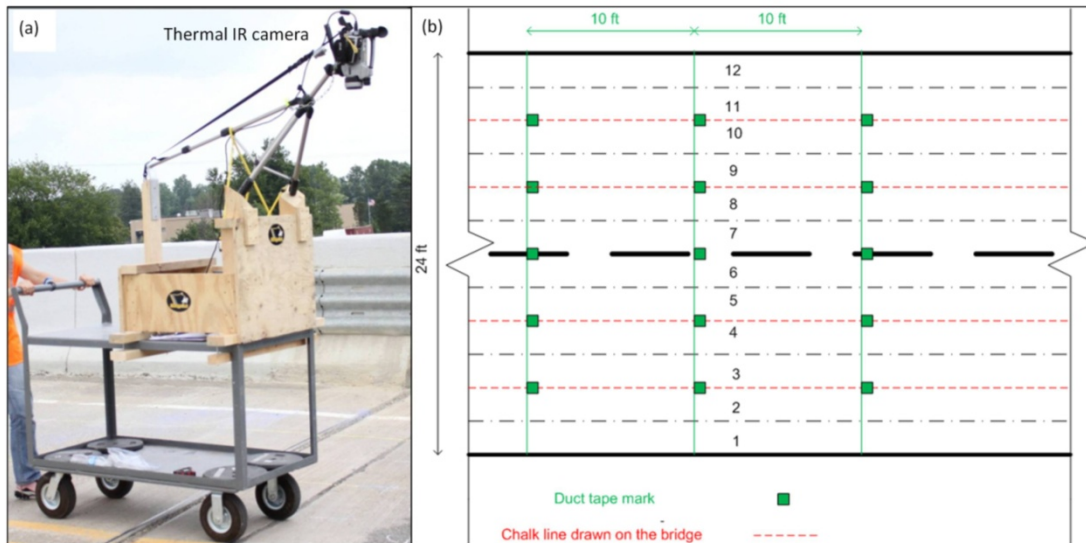 (a)
Thermal IR camera
(b)
10 ft
10 ft
24 ft
12
11
10
9
8
7
6
5
4
3
2
1
Duct tape mark
Chalk line drawn on the bridge